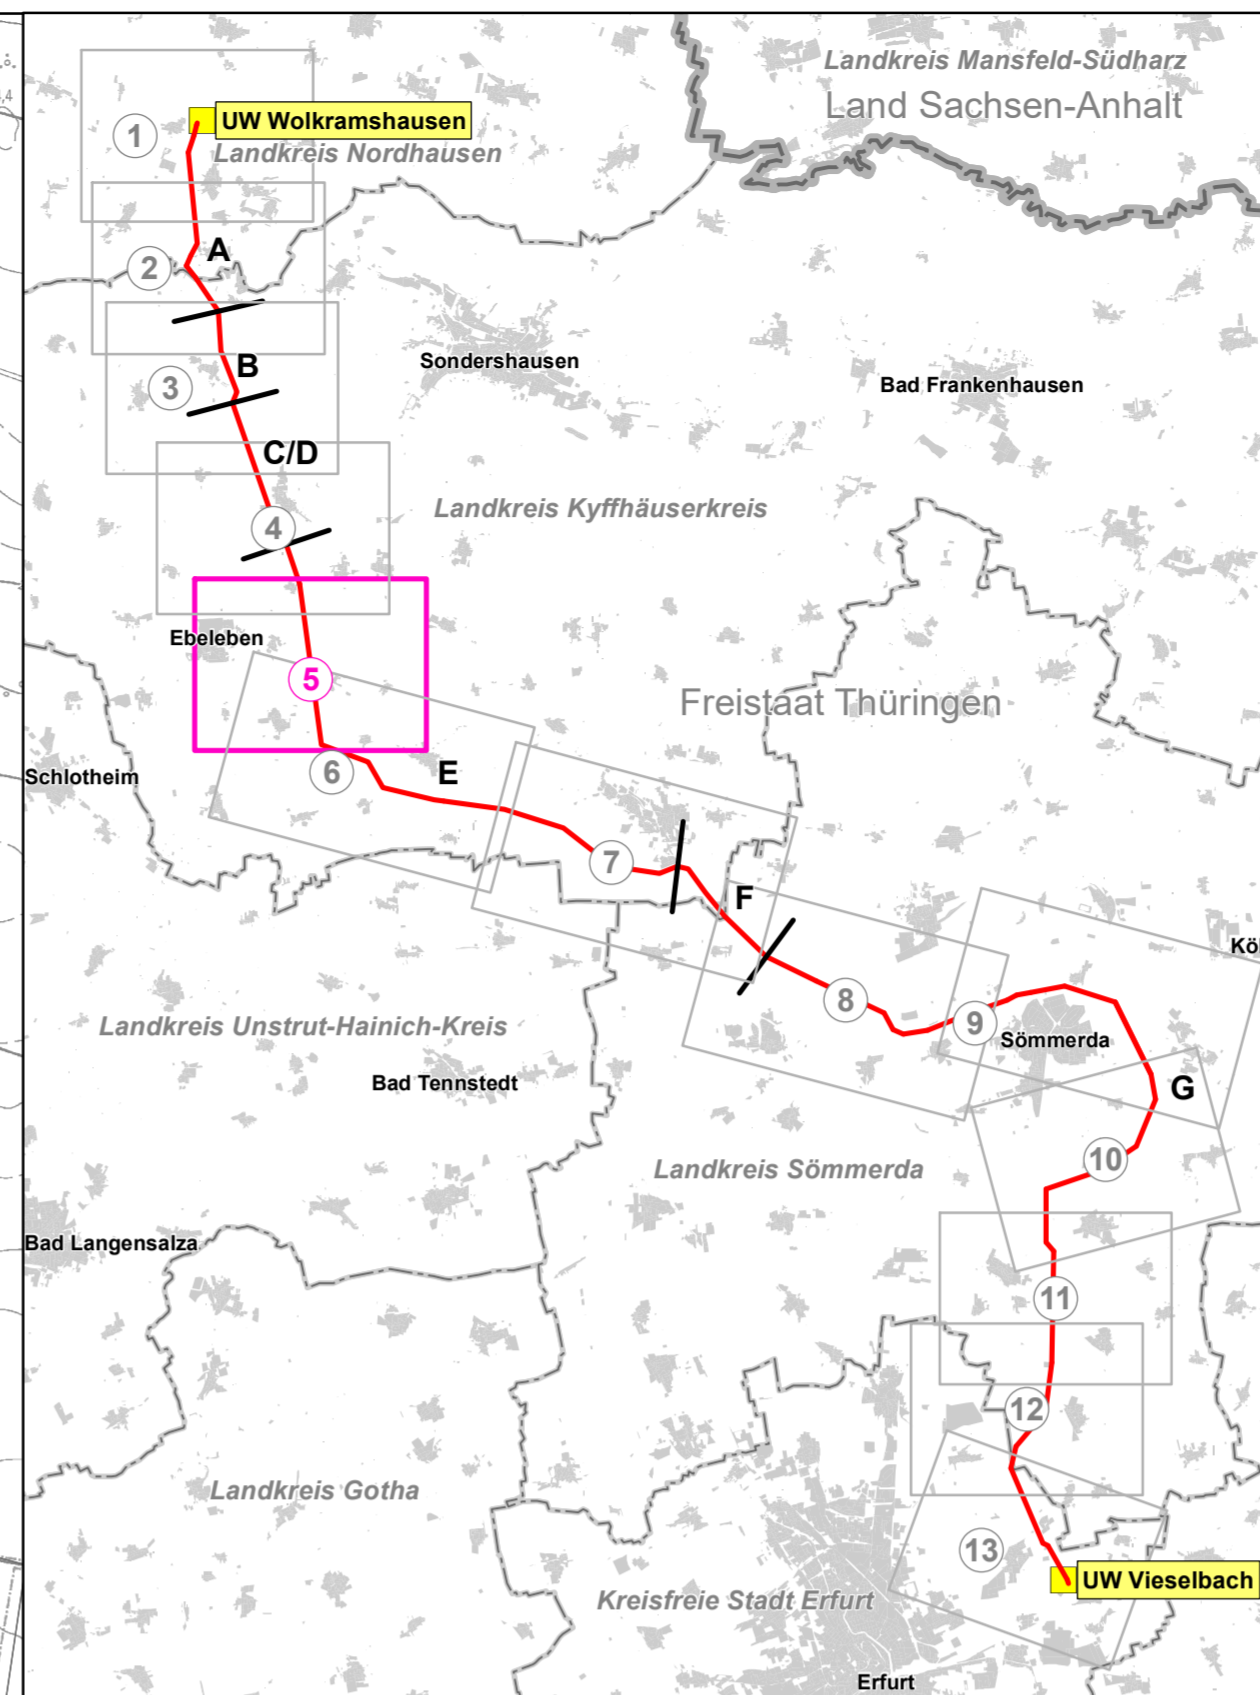 Landkreis Mansfeld-Südharz
Land Sachsen-Anhalt
1
UW Wolkramshausen
Landkreis Nordhausen
A
2
B
3
Sondershausen
Bad Frankenhausen
C/D
4
Landkreis Kyffhäuserkreis
Ebeleben
5
Freistaat Thüringen
Schlotheim
6
E
7
F
Kö
8
9
Sömmerda
Landkreis Unstrut-Hainich-Kreis
Bad Tennstedt
G
10
Landkreis Sömmerda
Bad Langensalza
11
12
Landkreis Gotha
13
UW Vieselbach
Kreisfreie Stadt Erfurt
Erfurt